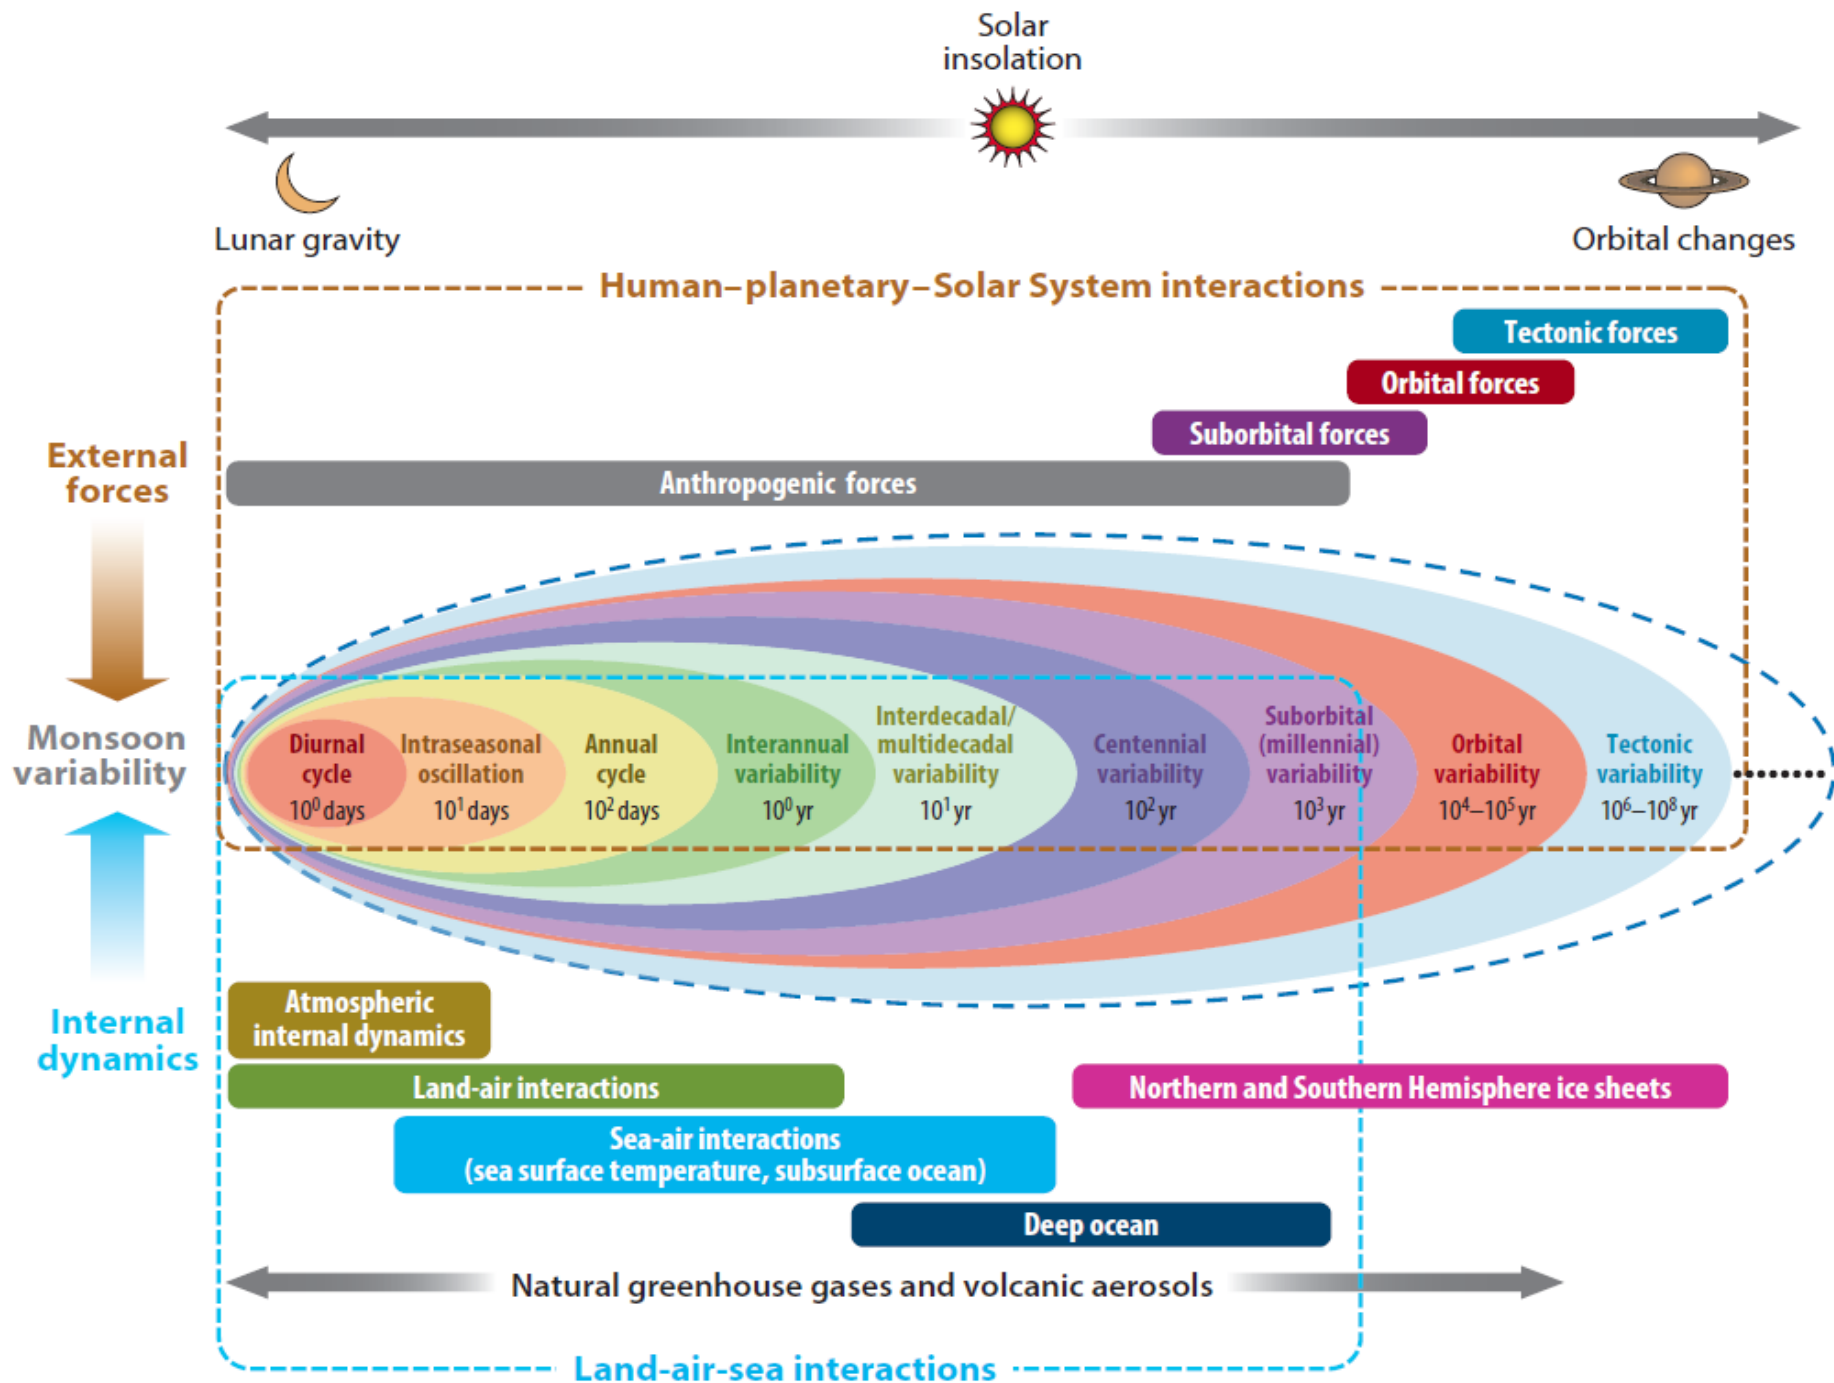 Solar
insolation
Lunar gravity
Orbital changes
Human–planetary–Solar System interactions
Tectonic forces
Orbital forces
Suborbital forces
Anthropogenic forces
External
forces
Monsoon
variability
Internal
dynamics
Diurnal
cycle
10⁰ days
Intraseasonal
oscillation
10¹ days
Annual
cycle
10² days
Interannual
variability
10⁰ yr
Interdecadal/
multidecadal
variability
10¹ yr
Centennial
variability
10² yr
Suborbital
(millennial)
variability
10³ yr
Orbital
variability
10⁴–10⁵ yr
Tectonic
variability
10⁶–10⁸ yr
Atmospheric
internal dynamics
Land-air interactions
Northern and Southern Hemisphere ice sheets
Sea-air interactions
(sea surface temperature, subsurface ocean)
Deep ocean
Natural greenhouse gases and volcanic aerosols
Land-air-sea interactions